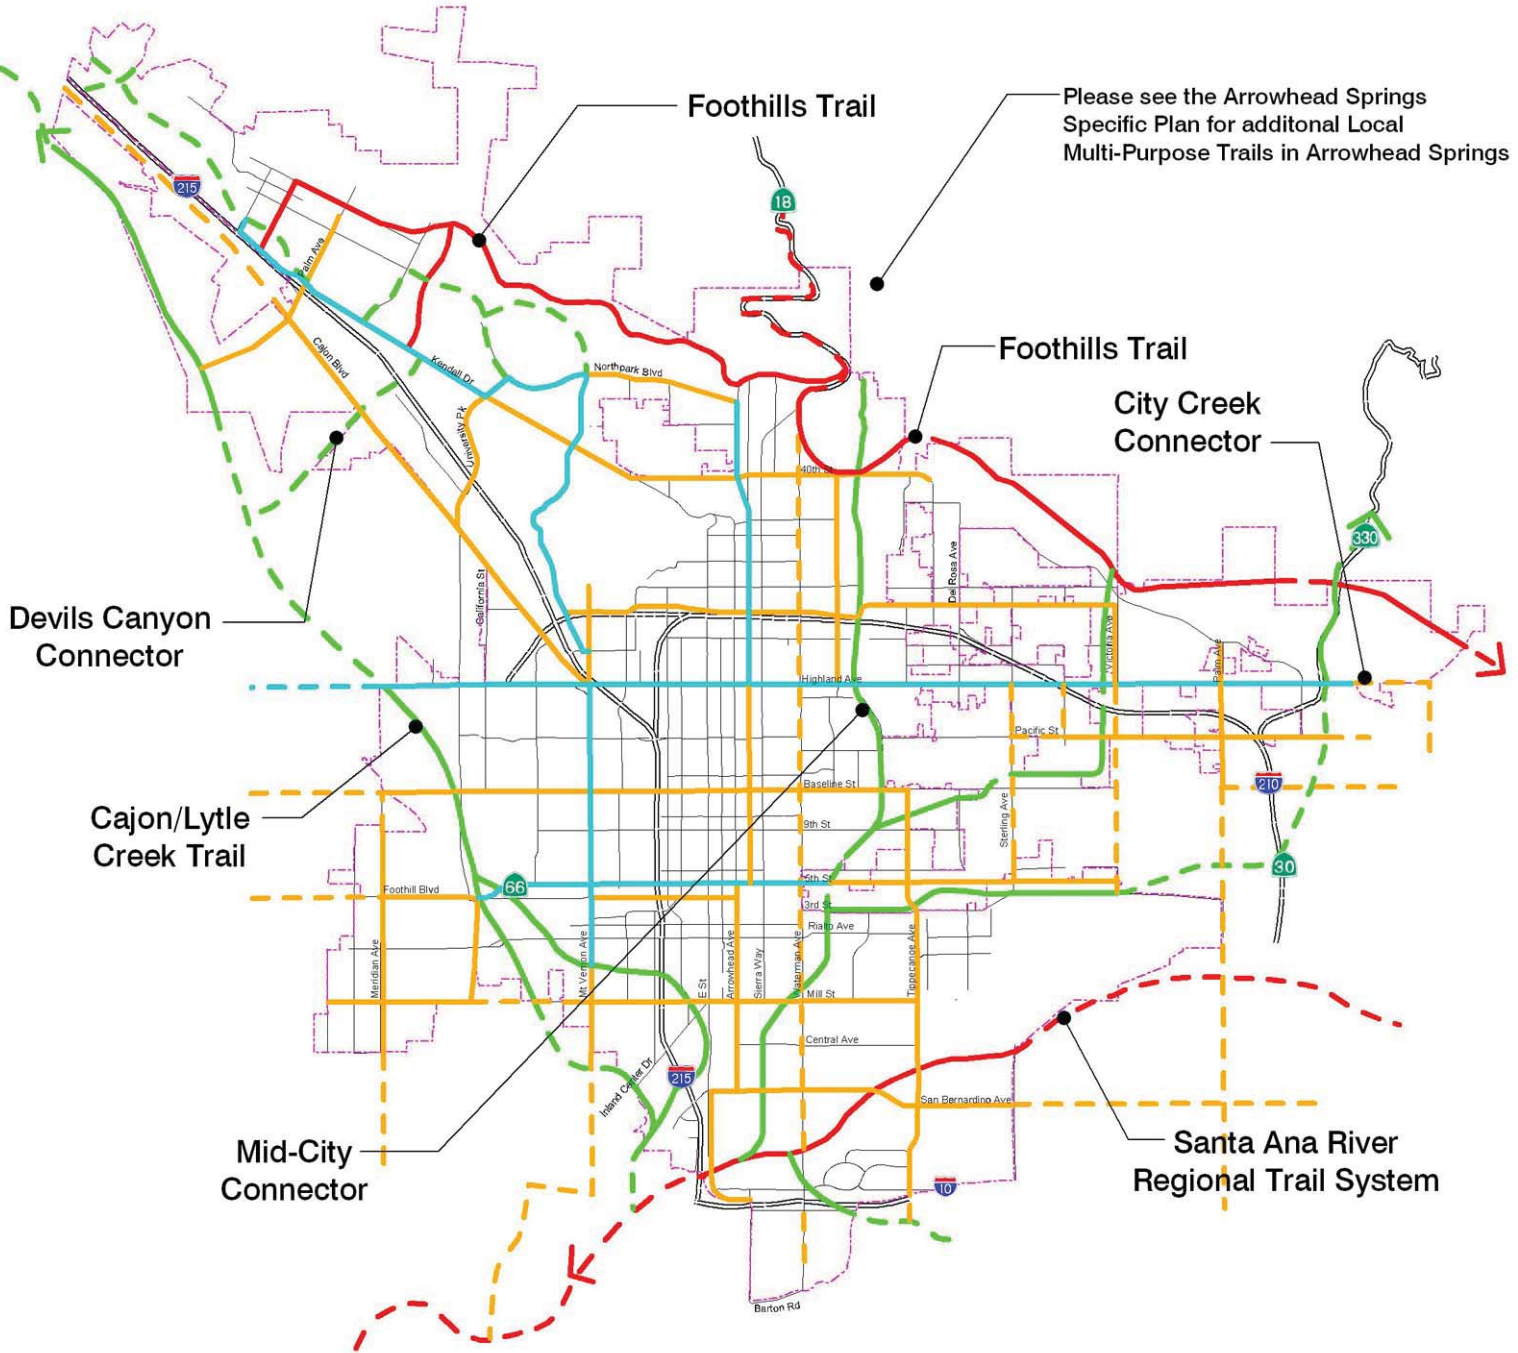 Foothills Trail
Please see the Arrowhead Springs
Specific Plan for additonal Local
Multi-Purpose Trails in Arrowhead Springs
215
18
Palm Ave
Foothills Trail
Cajon Blvd
Kendall Dr
Northpark Blvd
City Creek
Connector
University Pk
40th St
330
Del Rosa Ave
California St
Devils Canyon
Connector
Victoria Ave
Palm Ave
Highland Ave
Pacific St
Baseline St
210
Cajon/Lytle
Creek Trail
9th St
Sterling Ave
30
Foothill Blvd
66
5th St
3rd St
Rialto Ave
Meridian Ave
Mt Vernon Ave
E St
Arrowhead Ave
Sierra Way
Waterman Ave
Tippecanoe Ave
Mill St
Central Ave
Inland Center Dr
215
San Bernardino Ave
Mid-City
Connector
Santa Ana River
Regional Trail System
10
Barton Rd